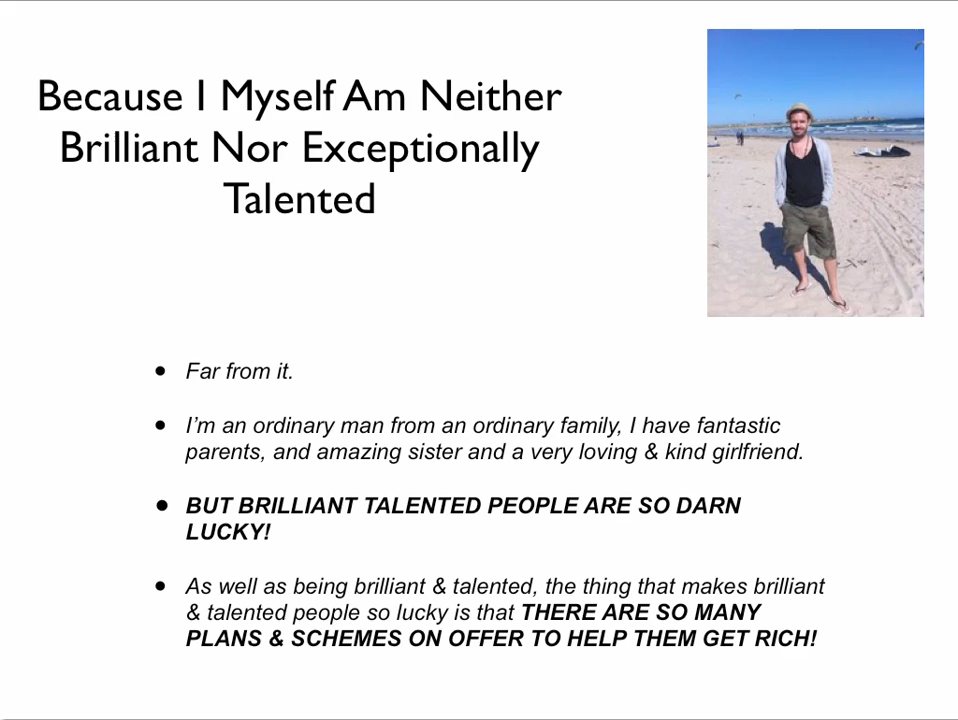 Because I Myself Am Neither
Brilliant Nor Exceptionally
Talented
• Far from it.
• I'm an ordinary man from an ordinary family, I have fantastic
parents, and amazing sister and a very loving & kind girlfriend.
• BUT BRILLIANT TALENTED PEOPLE ARE SO DARN
LUCKY!
• As well as being brilliant & talented, the thing that makes brilliant
& talented people so lucky is that THERE ARE SO MANY
PLANS & SCHEMES ON OFFER TO HELP THEM GET RICH!